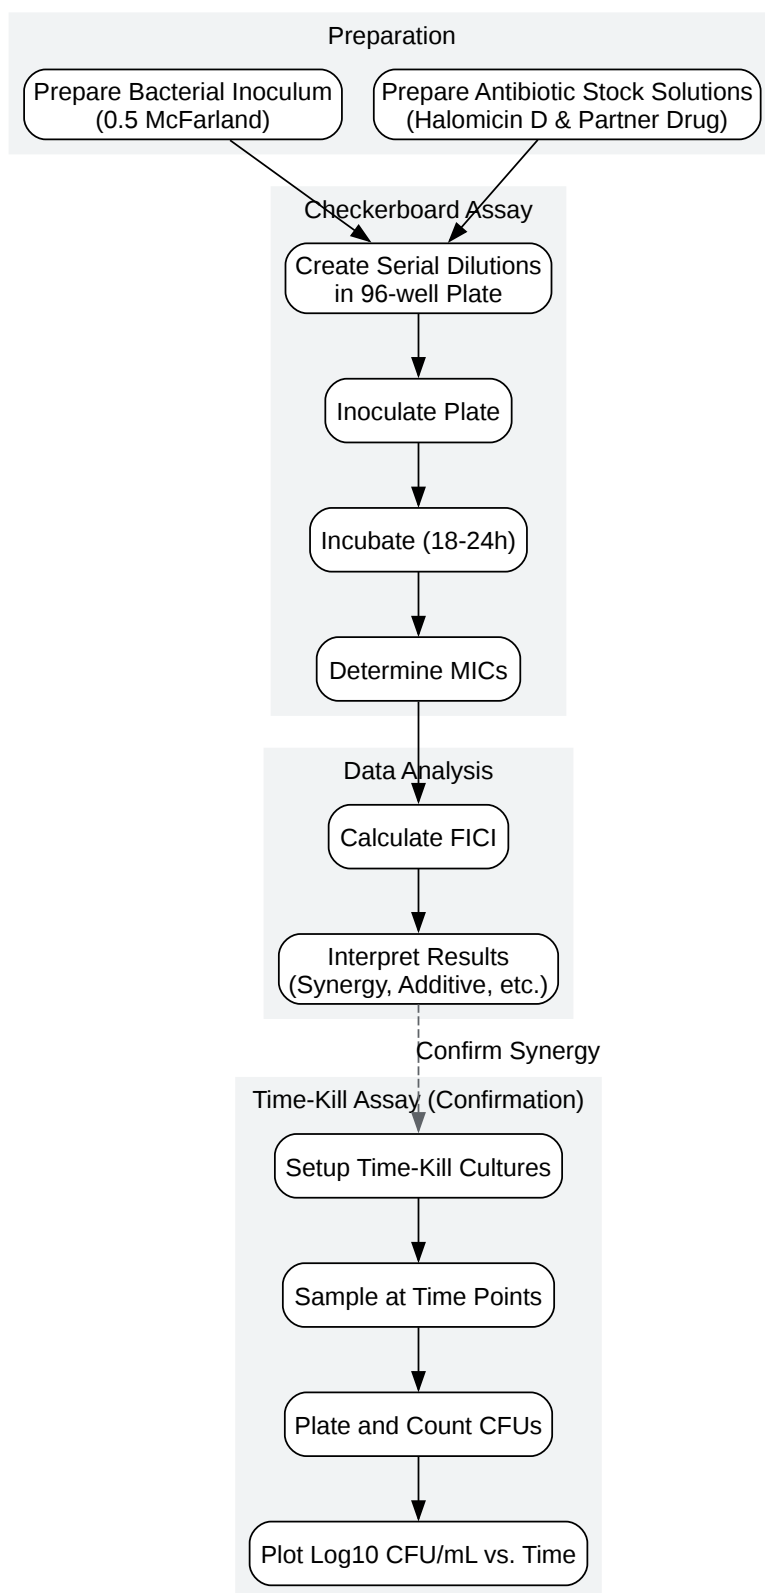 Preparation
Prepare Bacterial Inoculum
(0.5 McFarland)
Prepare Antibiotic Stock Solutions
(Halomicin D & Partner Drug)
Checkerboard Assay
Create Serial Dilutions
in 96-well Plate
Inoculate Plate
Incubate (18-24h)
Determine MICs
Data Analysis
Calculate FICI
Interpret Results
(Synergy, Additive, etc.)
Confirm Synergy
Time-Kill Assay (Confirmation)
Setup Time-Kill Cultures
Sample at Time Points
Plate and Count CFUs
Plot Log10 CFU/mL vs. Time